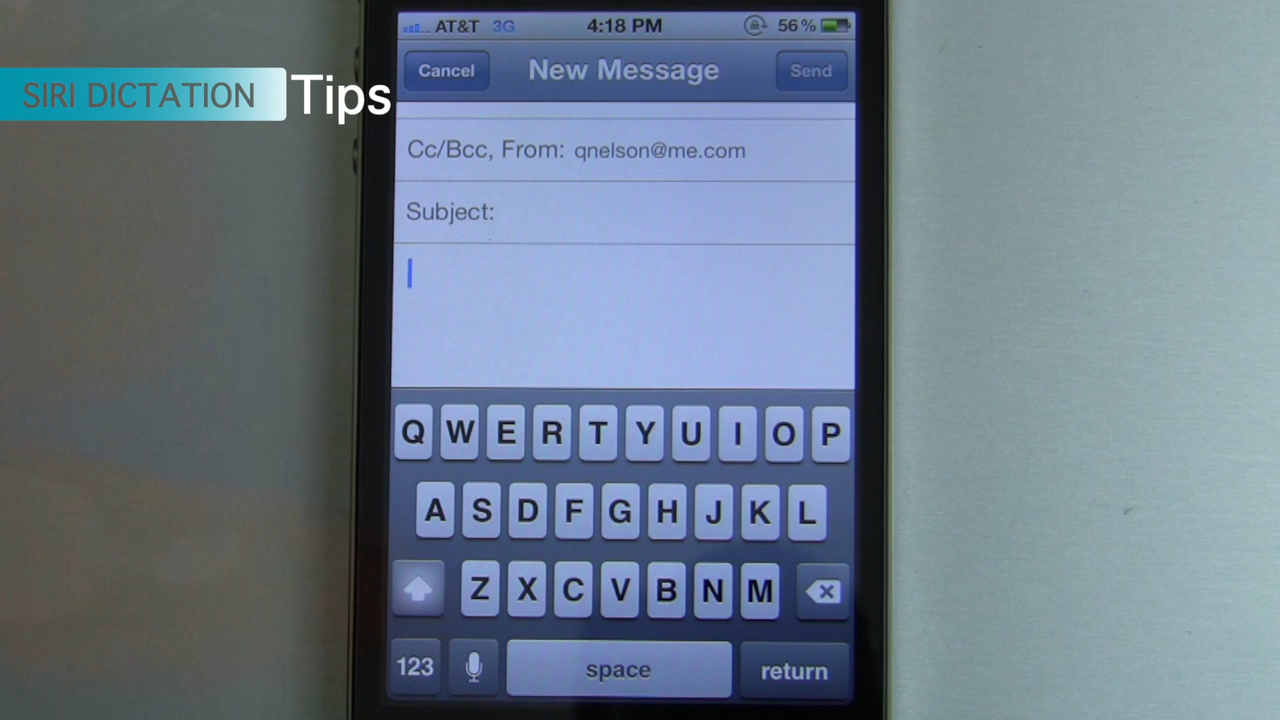 AT&T 3G 4:18 PM 56%
SIRI DICTATION Tips
Cancel New Message Send
Cc/Bcc, From: qnelson@me.com
Subject:
Q W E R T Y U I O P
A S D F G H J K L
Z X C V B N M
123 space return